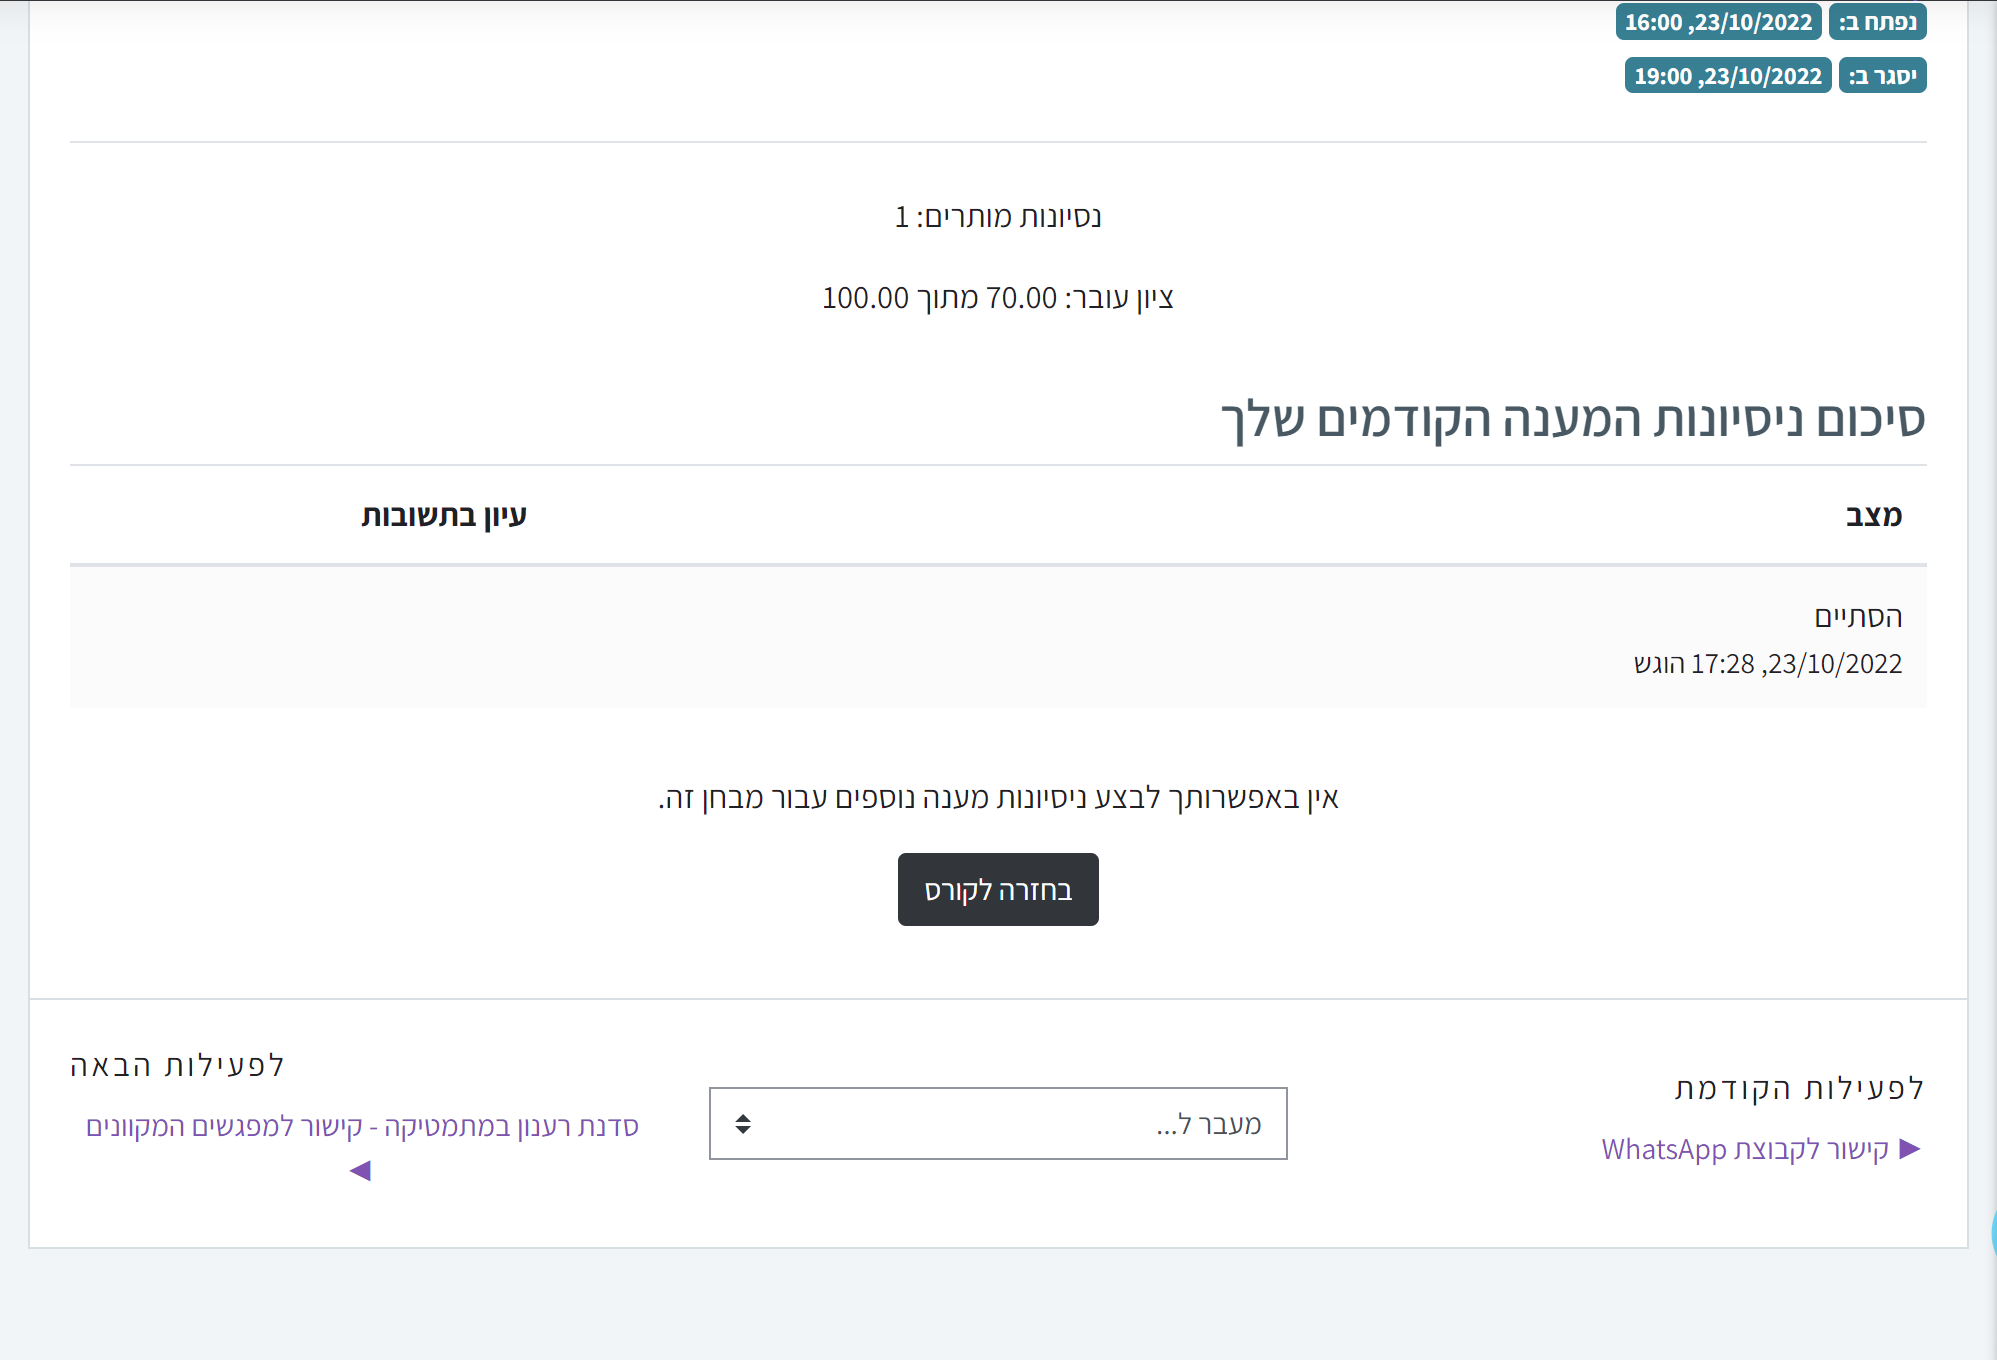 נפתח ב: 23/10/2022, 16:00
יסגר ב: 23/10/2022, 19:00
נסיונות מותרים: 1
ציון עובר: 70.00 מתוך 100.00
סיכום ניסיונות המענה הקודמים שלך
מצב עיון בתשובות
הסתיים
23/10/2022, 17:28 הוגש
אין באפשרותך לבצע ניסיונות מענה נוספים עבור מבחן זה.
בחזרה לקורס
לפעילות הקודמת
▶ קישור לקבוצת WhatsApp
מעבר ל...
לפעילות הבאה
סדנת רענון במתמטיקה - קישור למפגשים המקוונים
◀